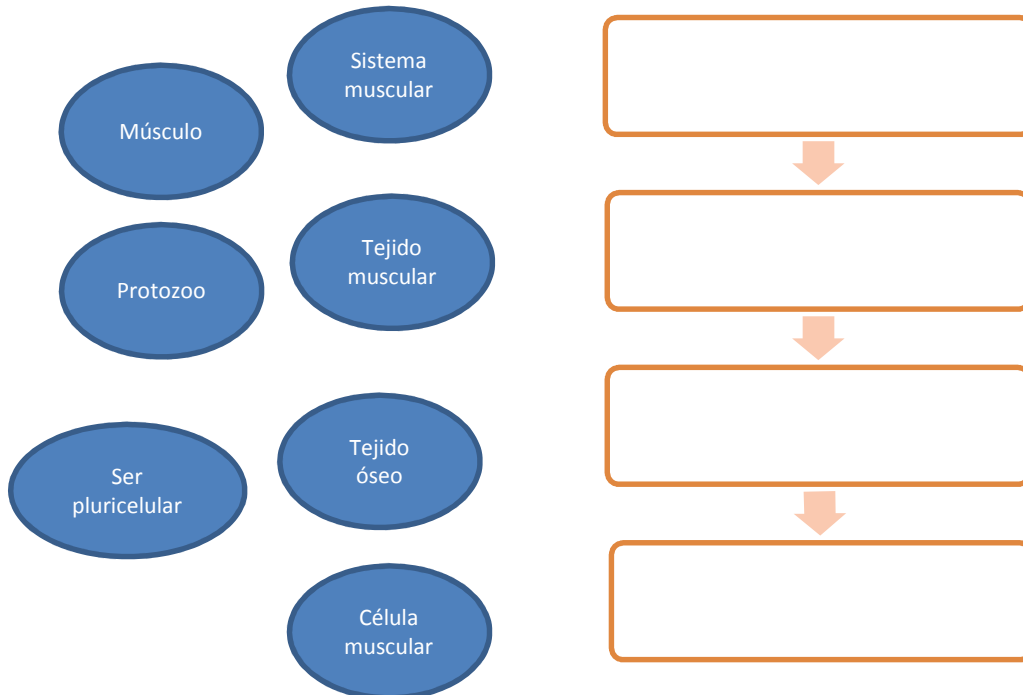 Sistema
muscular
Músculo
Tejido
muscular
Protozoo
Tejido
óseo
Ser
pluricelular
Célula
muscular